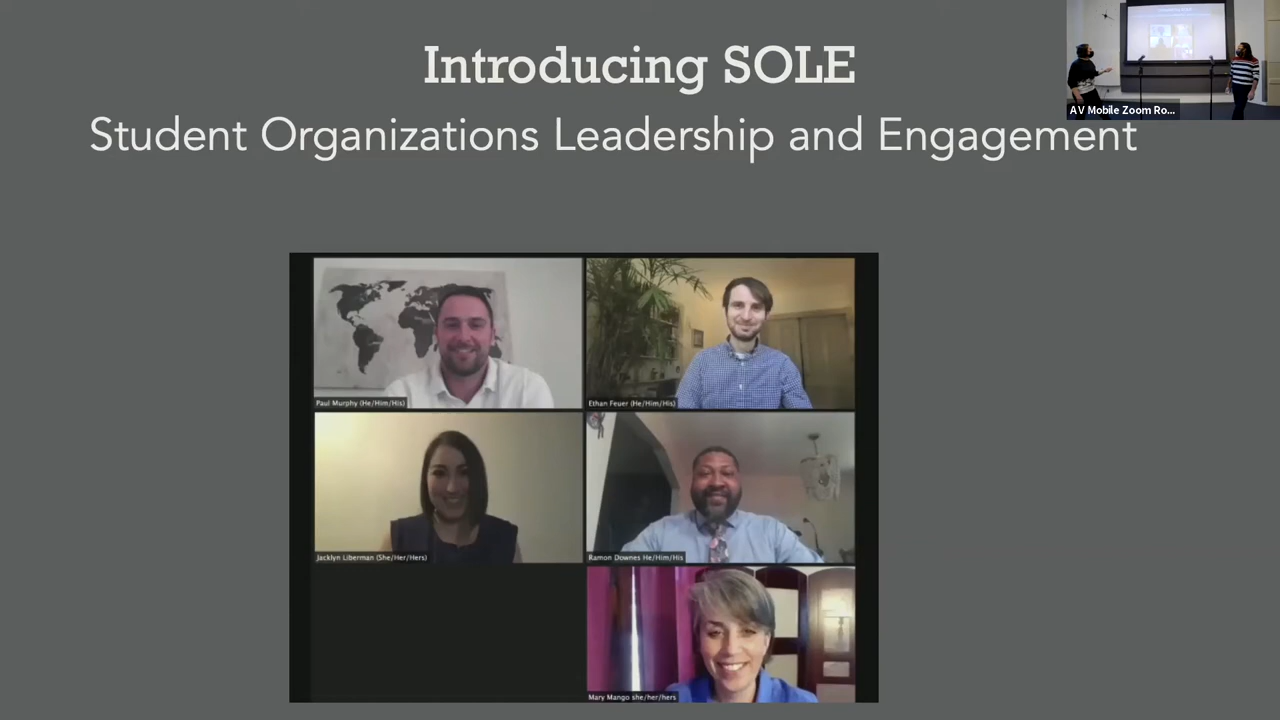 Introducing SOLE
Student Organizations Leadership and Engagement
AV Mobile Zoom Ro...
Paul Murphy (He/Him/His)
Ethan Feuer (He/Him/His)
Jacklyn Liberman (She/Her/Hers)
Ramon Downes He/Him/His
Mary Mango she/her/hers